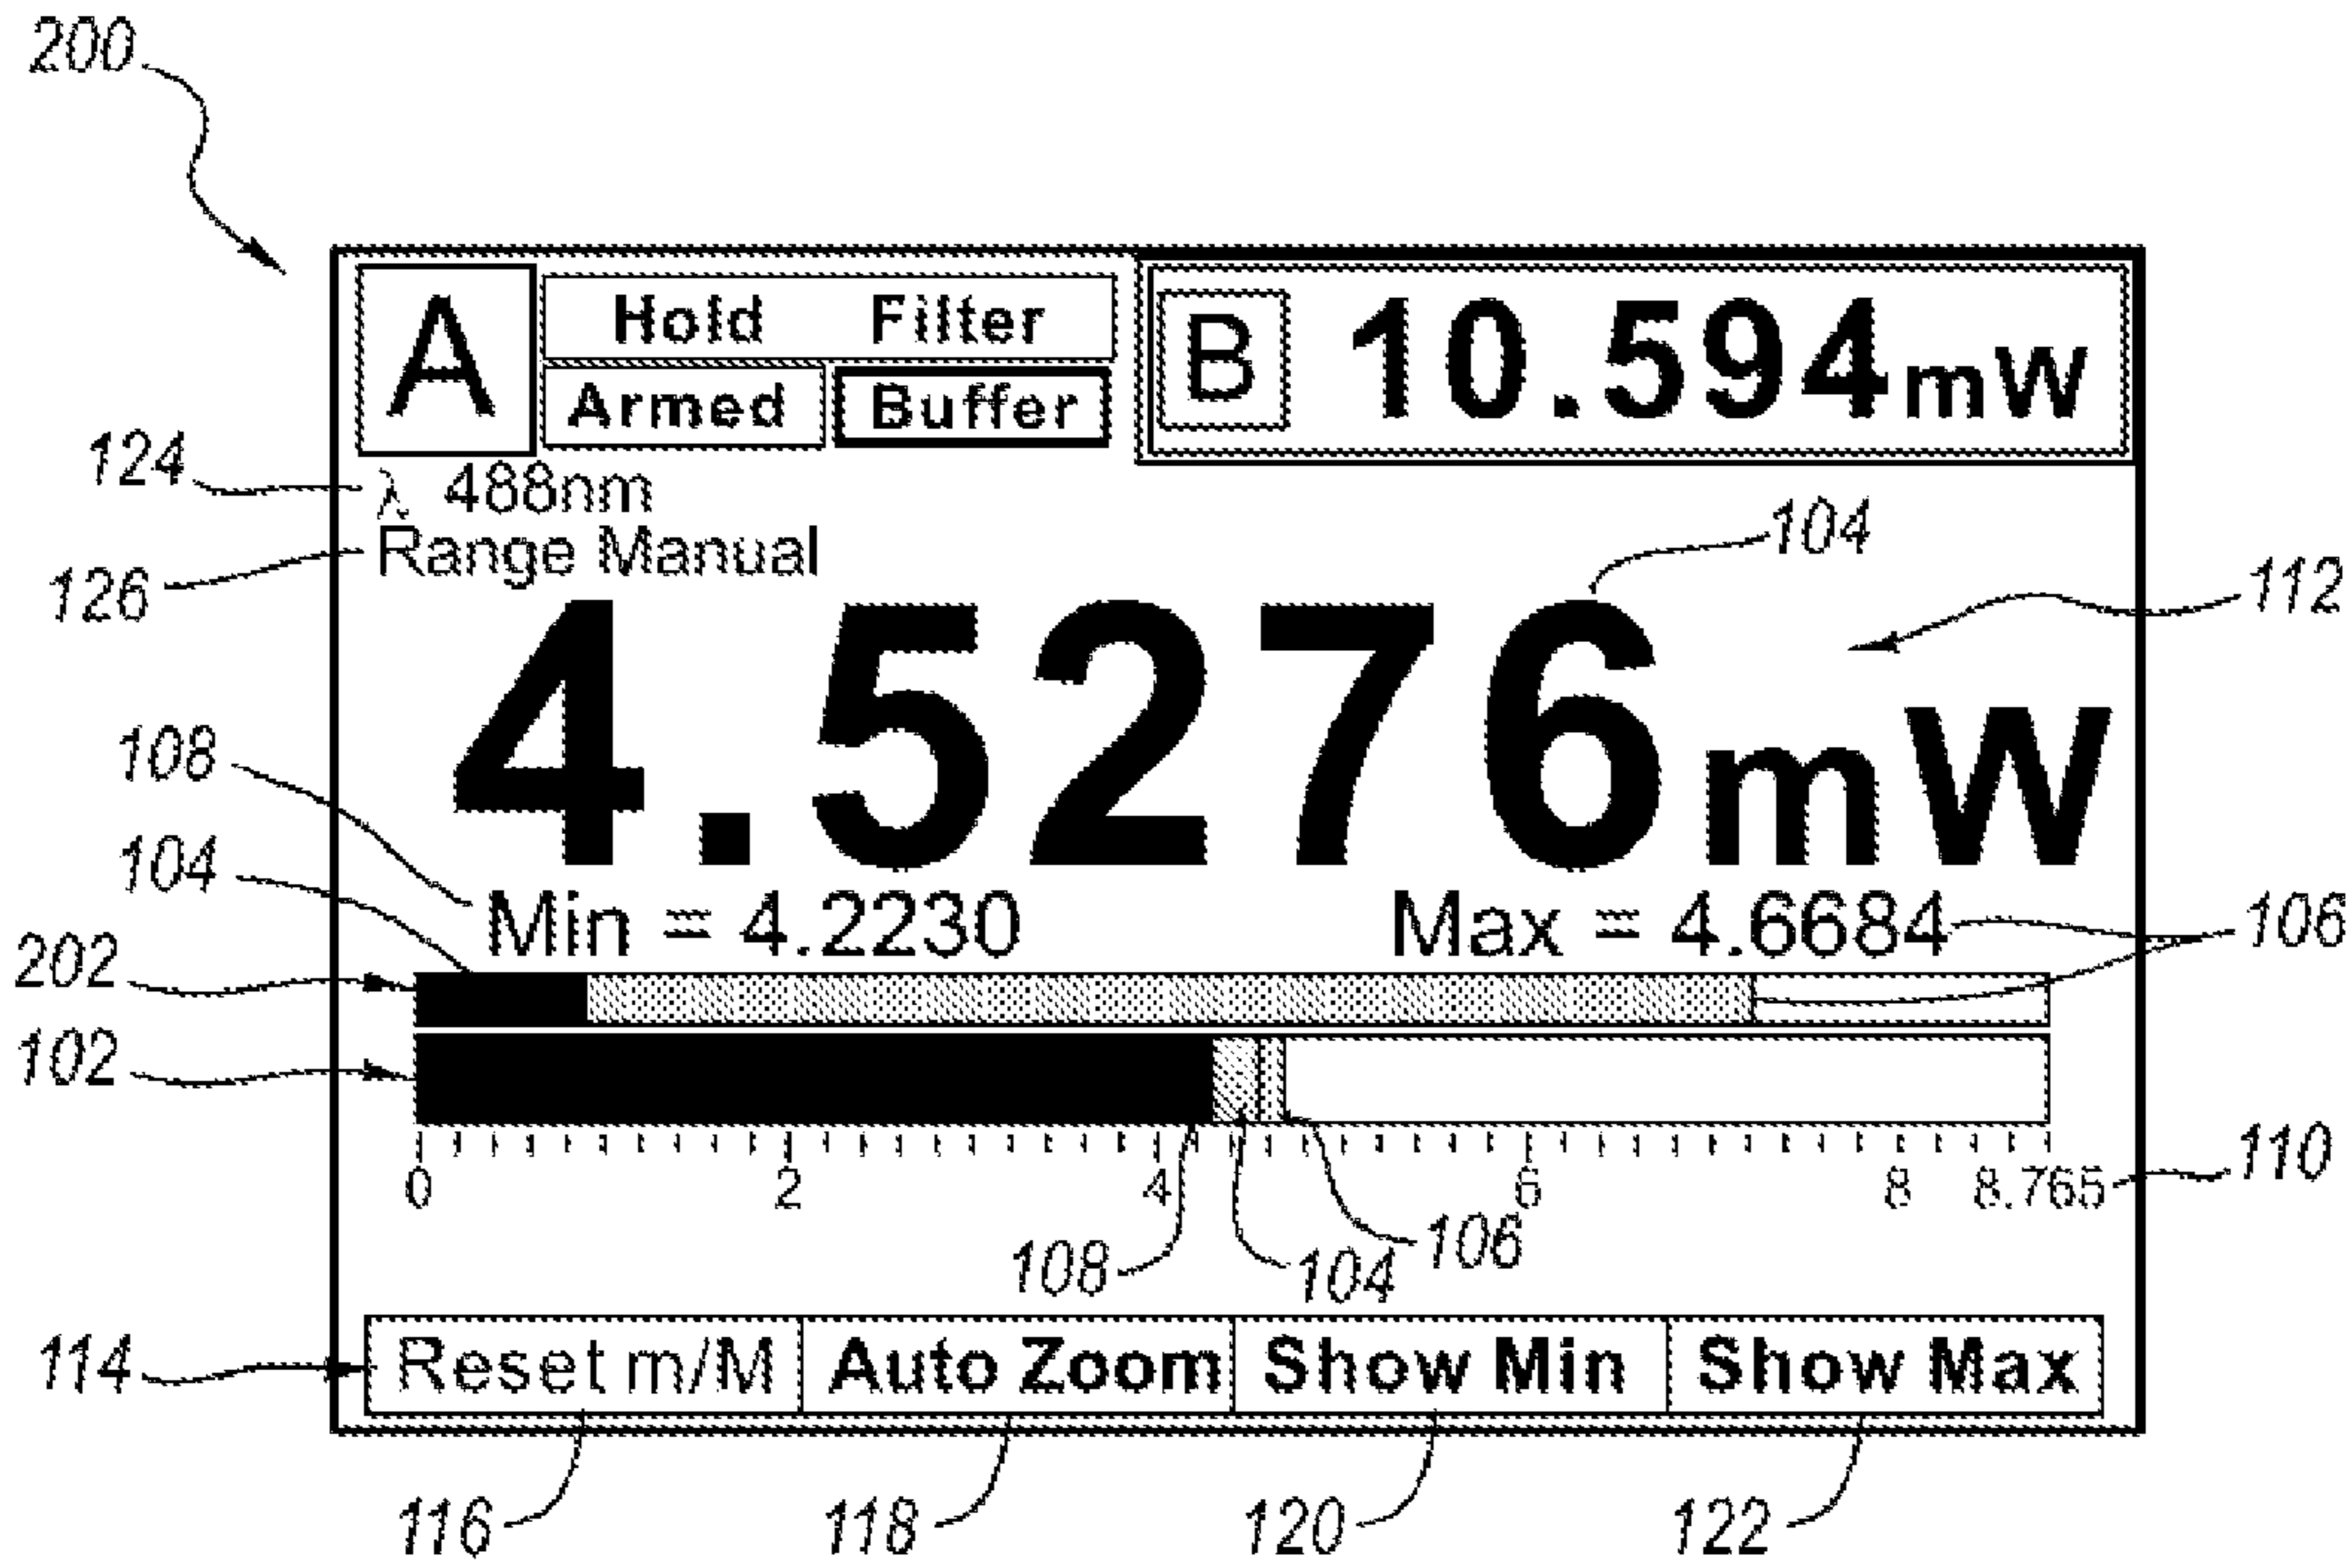 200
A Hold Filter B 10.594mW
Armed Buffer
124 λ 488nm
126 Range Manual
104
112
4.5276mW
108 Min = 4.2230 Max = 4.6684 106
104
202
102
0 2 4 6 8 8.765 110
108 104 106
114 Reset m/M Auto Zoom Show Min Show Max
116 118 120 122